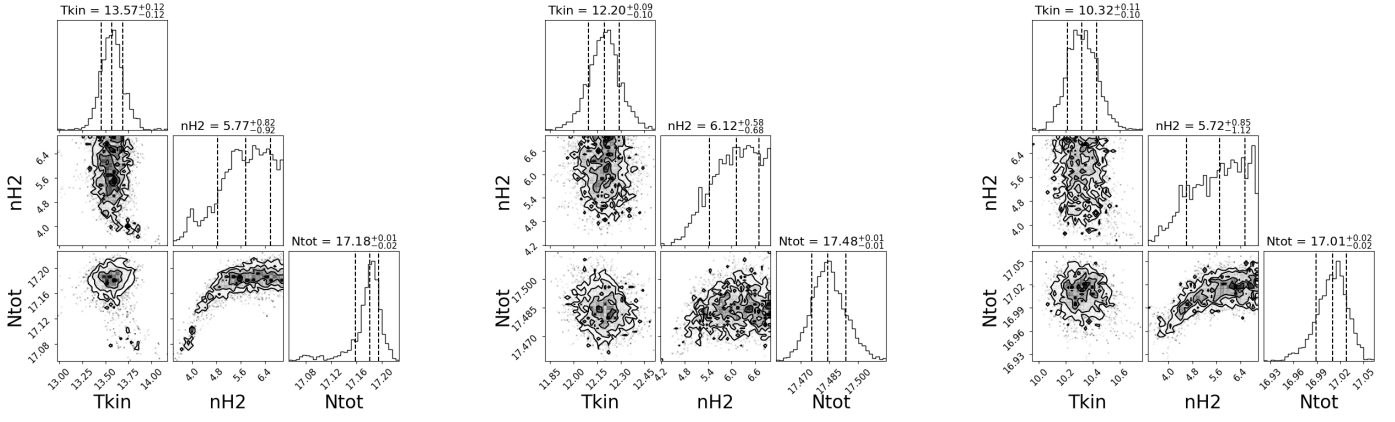 Tkin = 13.57+0.12−0.12
nH2 = 5.77+0.82−0.92
nH2
6.4
5.6
4.8
4.0
Ntot = 17.18+0.01−0.02
Ntot
17.20
17.16
17.12
17.08
13.00 13.25 13.50 13.75 14.00
4.0 4.8 5.6 6.4
17.08 17.12 17.16 17.20
Tkin nH2 Ntot
Tkin = 12.20+0.09−0.10
nH2 = 6.12+0.58−0.68
nH2
6.6
6.0
5.4
4.8
4.2
Ntot = 17.48+0.01−0.01
Ntot
17.500
17.485
17.470
11.85 12.00 12.15 12.30 12.45
4.2 4.8 5.4 6.0 6.6
17.470 17.485 17.500
Tkin nH2 Ntot
Tkin = 10.32+0.11−0.10
nH2 = 5.72+0.85−1.12
nH2
6.4
5.6
4.8
4.0
Ntot = 17.01+0.02−0.02
Ntot
17.05
17.02
16.99
16.96
16.93
10.0 10.2 10.4 10.6
4.0 4.8 5.6 6.4
16.93 16.96 16.99 17.02 17.05
Tkin nH2 Ntot